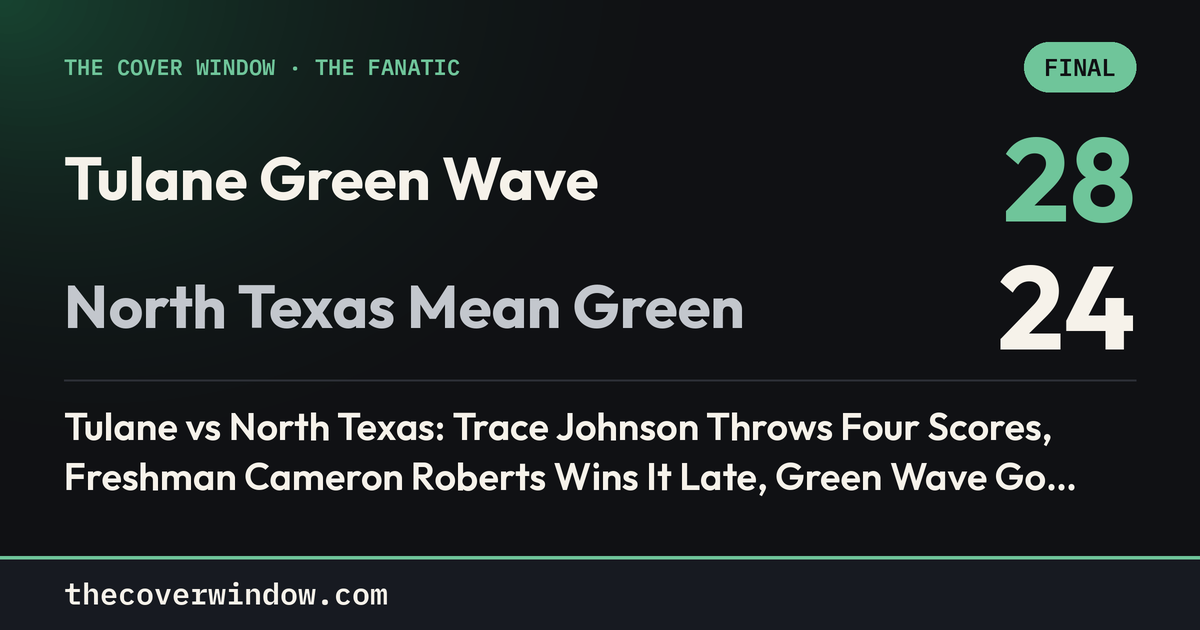 THE COVER WINDOW · THE FANATIC
FINAL
Tulane Green Wave 28
North Texas Mean Green 24
Tulane vs North Texas: Trace Johnson Throws Four Scores,
Freshman Cameron Roberts Wins It Late, Green Wave Go...
thecoverwindow.com